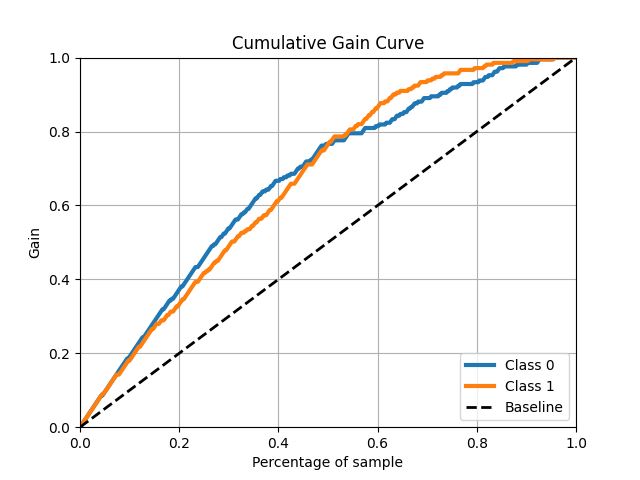 Cumulative Gain Curve
Gain
1.0
0.8
0.6
0.4
0.2
0.0
0.0 0.2 0.4 0.6 0.8 1.0
Percentage of sample
Class 0
Class 1
Baseline